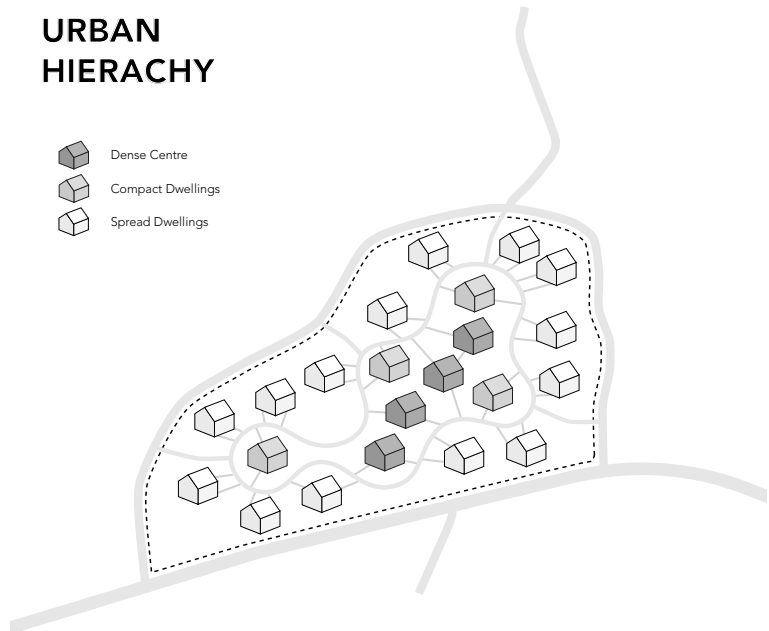 URBAN
HIERACHY
Dense Centre
Compact Dwellings
Spread Dwellings